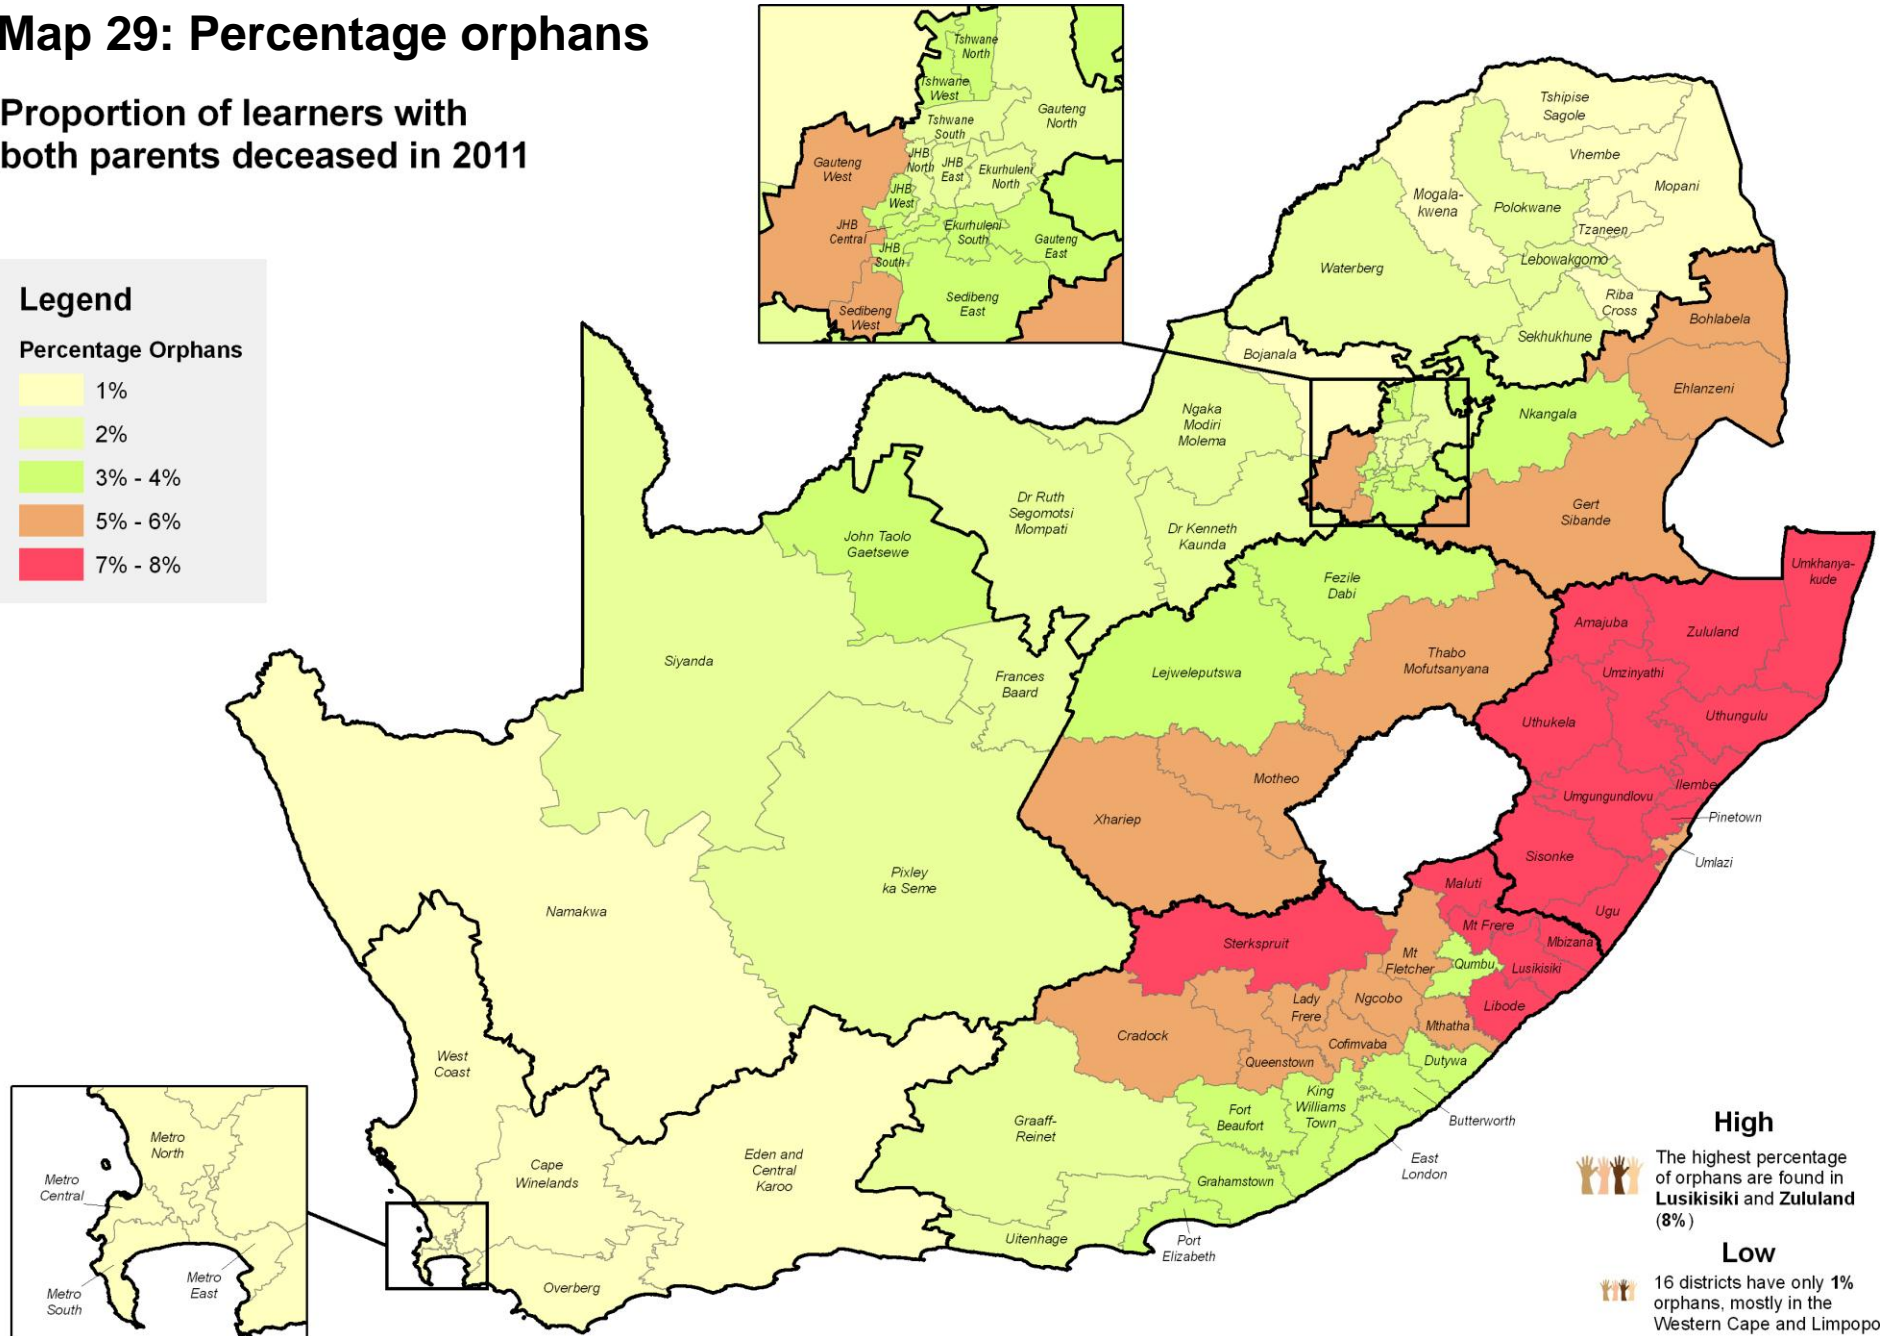 Map 29: Percentage orphans
Proportion of learners with
both parents deceased in 2011
Legend
Percentage Orphans
1%
2%
3% - 4%
5% - 6%
7% - 8%
Tshwane
North
Tshwane
West
Gauteng
North
Tshwane
South
Gauteng
West
JHB
North
JHB
East
Ekurhuleni
North
JHB
West
JHB
Central
Ekurhuleni
South
Gauteng
East
JHB
South
Sedibeng
East
Sedibeng
West
Tshipise
Sagole
Vhembe
Mopani
Mogala-
kwena
Polokwane
Tzaneen
Lebowakgomo
Waterberg
Riba
Cross
Sekhukhune
Bohlabela
Ehlanzeni
Nkangala
Gert
Sibande
Bojanala
Ngaka
Modiri
Molema
Dr Ruth
Segomotsi
Mompati
Dr Kenneth
Kaunda
John Taolo
Gaetsewe
Siyanda
Frances
Baard
Pixley
ka Seme
Namakwa
Fezile
Dabi
Lejweleputswa
Thabo
Mofutsanyana
Motheo
Xhariep
Umkhanya-
kude
Amajuba
Zululand
Umzinyathi
Uthukela
Uthungulu
Ilembe
Umgungundlovu
Pinetown
Umlazi
Sisonke
Ugu
Maluti
Mt Frere
Mbizana
Sterkspruit
Mt
Fletcher
Qumbu
Lusikisiki
Libode
Lady
Frere
Ngcobo
Mthatha
Cradock
Cofimvaba
Queenstown
Dutywa
King
Williams
Town
Fort
Beaufort
Butterworth
Graaff-
Reinet
East
London
Grahamstown
Uitenhage
Port
Elizabeth
West
Coast
Cape
Winelands
Eden and
Central
Karoo
Overberg
Metro
North
Metro
Central
Metro
South
Metro
East
High
The highest percentage
of orphans are found in
Lusikisiki and Zululand
(8%)
Low
16 districts have only 1%
orphans, mostly in the
Western Cape and Limpopo